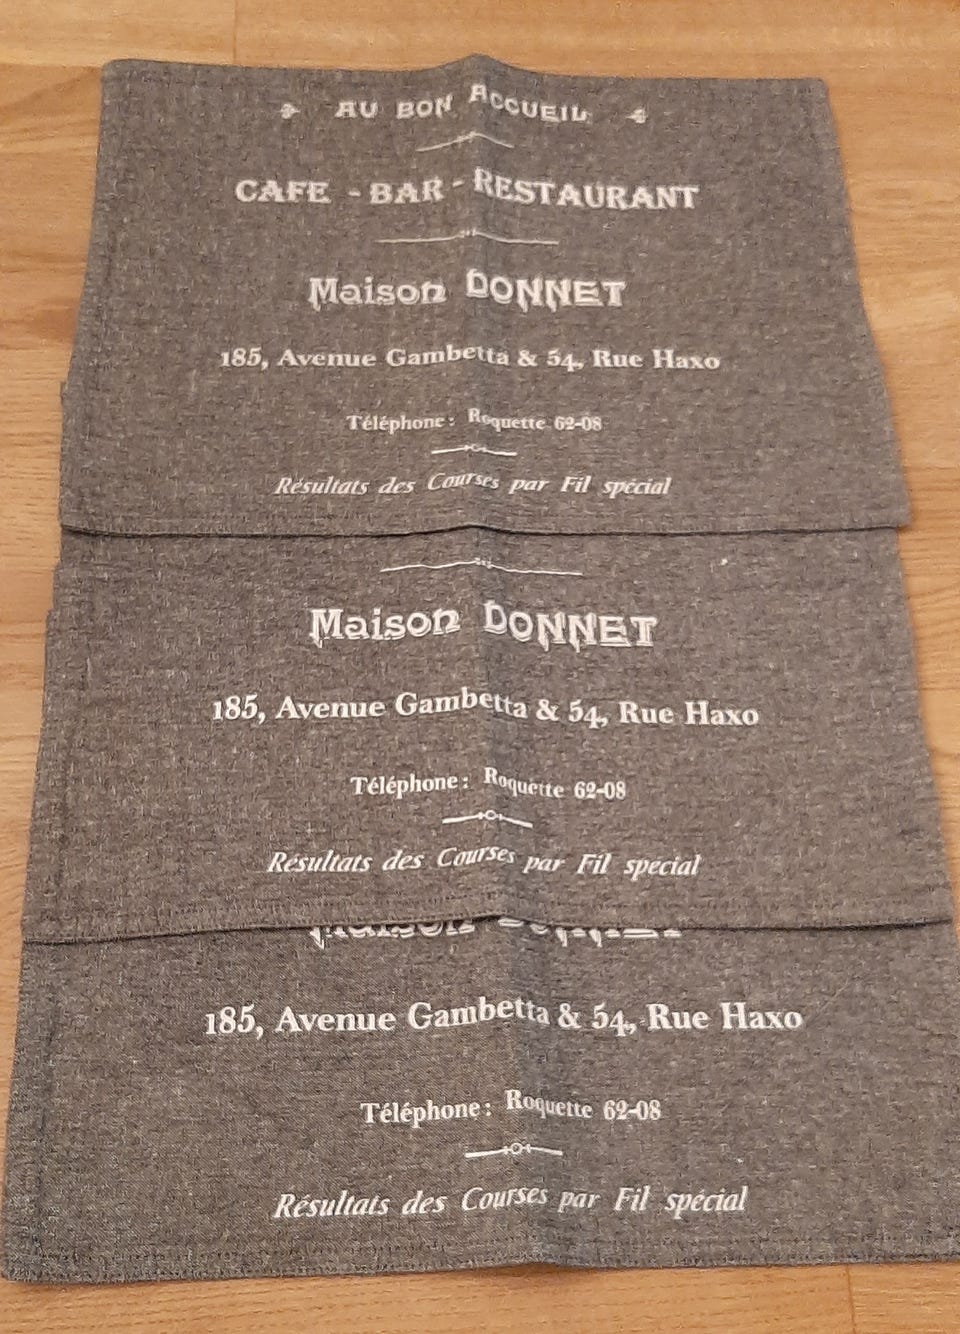 AU BON ACCUEIL
CAFE - BAR - RESTAURANT
Maison DONNET
185, Avenue Gambetta & 54, Rue Haxo
Téléphone: Roquette 62-08
Résultats des Courses par Fil spécial
Maison DONNET
185, Avenue Gambetta & 54, Rue Haxo
Téléphone: Roquette 62-08
Résultats des Courses par Fil spécial
Maison DONNET
185, Avenue Gambetta & 54, Rue Haxo
Téléphone: Roquette 62-08
Résultats des Courses par Fil spécial